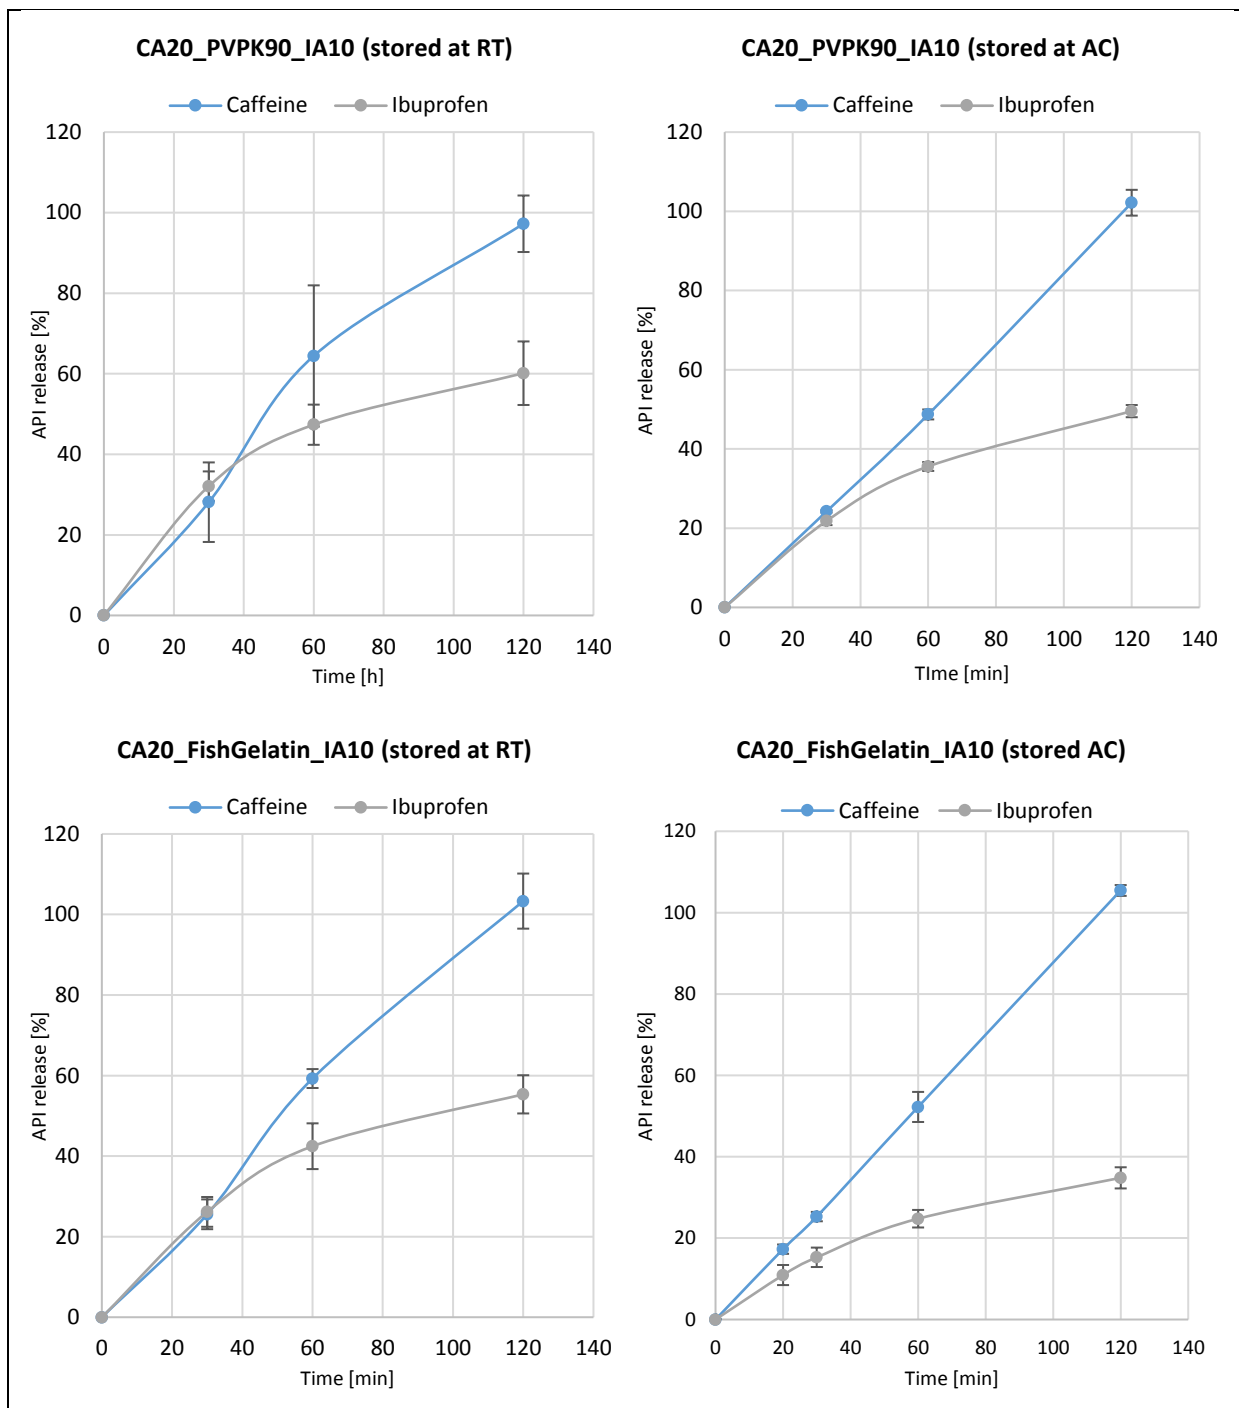 CA20_PVPK90_IA10 (stored at RT)
Caffeine Ibuprofen
120
100
80
60
40
20
0
API release [%]
0 20 40 60 80 100 120 140
Time [h]
CA20_PVPK90_IA10 (stored at AC)
Caffeine Ibuprofen
120
100
80
60
40
20
0
API release [%]
0 20 40 60 80 100 120 140
TIme [min]
CA20_FishGelatin_IA10 (stored at RT)
Caffeine Ibuprofen
120
100
80
60
40
20
0
API release [%]
0 20 40 60 80 100 120 140
Time [min]
CA20_FishGelatin_IA10 (stored AC)
Caffeine Ibuprofen
120
100
80
60
40
20
0
API release [%]
0 20 40 60 80 100 120 140
Time [min]